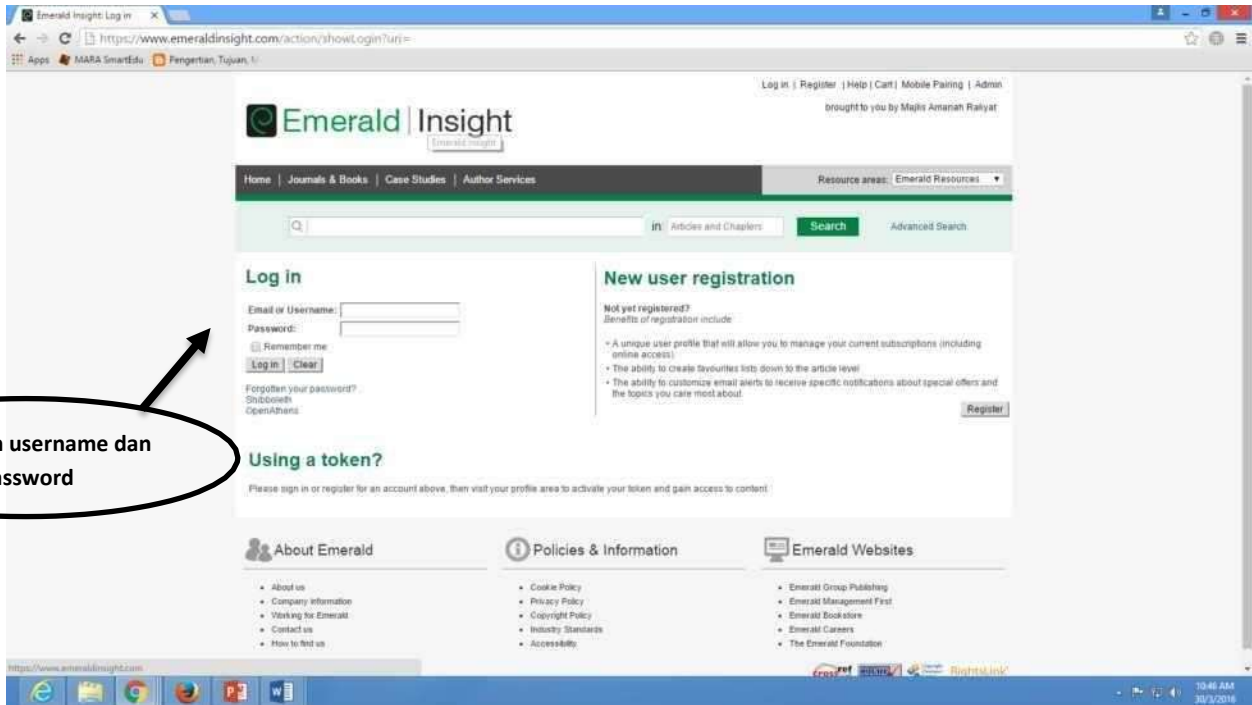 Emerald Insight: Log in
https://www.emeraldinsight.com/action/showLogin?uri=
Apps MARA SmartEdu Pengertian, Tujuan,
Log in | Register | Help | Cart | Mobile Pairing | Admin
brought to you by Majlis Amanah Rakyat
Emerald Insight
Emerald Insight
Home | Journals & Books | Case Studies | Author Services
Resource areas: Emerald Resources
in: Articles and Chapters Search Advanced Search
Log in
Email or Username:
Password:
Remember me
Log in Clear
Forgotten your password?
Shibboleth
OpenAthens
New user registration
Not yet registered?
Benefits of registration include
• A unique user profile that will allow you to manage your current subscriptions (including
online access)
• The ability to create favourites lists down to the article level
• The ability to customize email alerts to receive specific notifications about special offers and
the topics you care most about
Register
username dan
Using a token?
Please sign in or register for an account above, then visit your profile area to activate your token and gain access to content
About Emerald
• About us
• Company information
• Working for Emerald
• Contact us
• How to find us
Policies & Information
• Cookie Policy
• Privacy Policy
• Copyright Policy
• Industry Standards
• Accessibility
Emerald Websites
• Emerald Group Publishing
• Emerald Management First
• Emerald Bookstore
• Emerald Careers
• The Emerald Foundation
https://www.emeraldinsight.com
crossref RightsLink
10:46 AM
30/3/2016